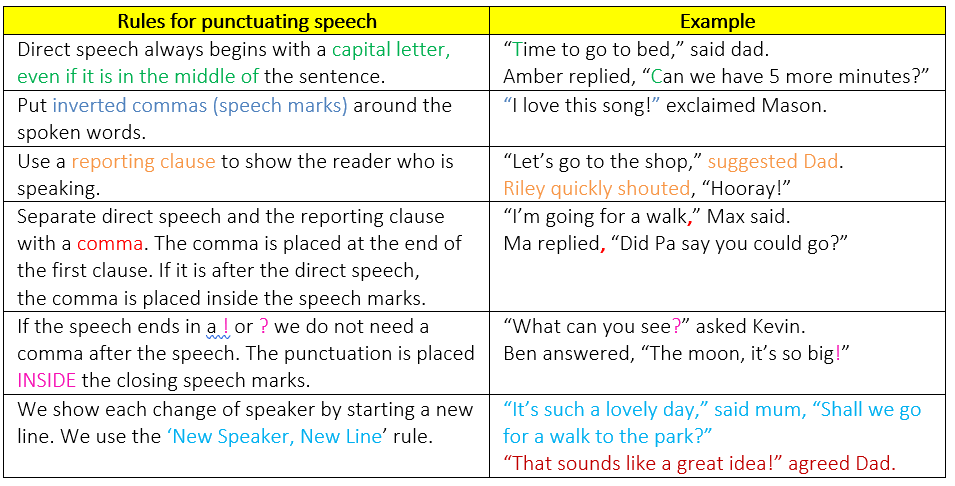 Rules for punctuating speech
Example
Direct speech always begins with a capital letter,
even if it is in the middle of the sentence.
“Time to go to bed,” said dad.
Amber replied, “Can we have 5 more minutes?”
Put inverted commas (speech marks) around the
spoken words.
“I love this song!” exclaimed Mason.
Use a reporting clause to show the reader who is
speaking.
“Let’s go to the shop,” suggested Dad.
Riley quickly shouted, “Hooray!”
Separate direct speech and the reporting clause
with a comma. The comma is placed at the end of
the first clause. If it is after the direct speech,
the comma is placed inside the speech marks.
“I’m going for a walk,” Max said.
Ma replied, “Did Pa say you could go?”
If the speech ends in a ! or ? we do not need a
comma after the speech. The punctuation is placed
INSIDE the closing speech marks.
“What can you see?” asked Kevin.
Ben answered, “The moon, it’s so big!”
We show each change of speaker by starting a new
line. We use the ‘New Speaker, New Line’ rule.
“It’s such a lovely day,” said mum, “Shall we go
for a walk to the park?”
“That sounds like a great idea!” agreed Dad.